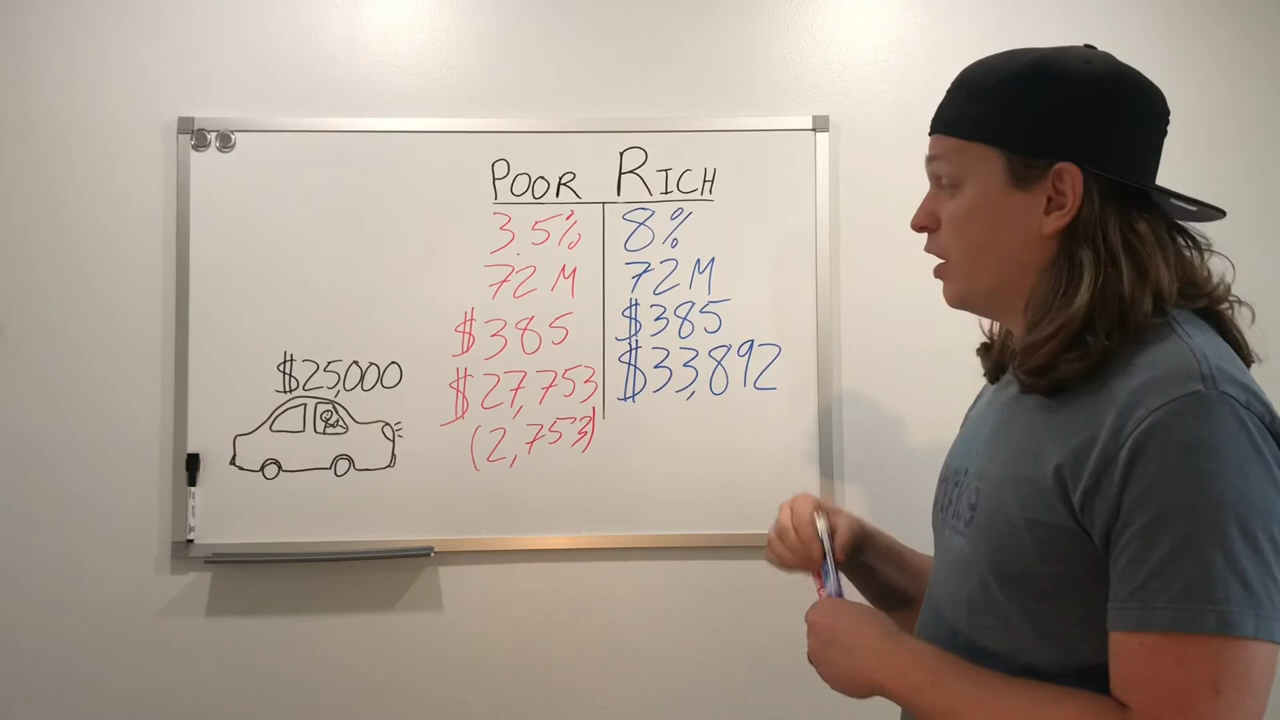 POOR RICH
3.5% 8%
72 M 72 M
$385 $385
$27,753 $33,892
$25,000
(2,753)